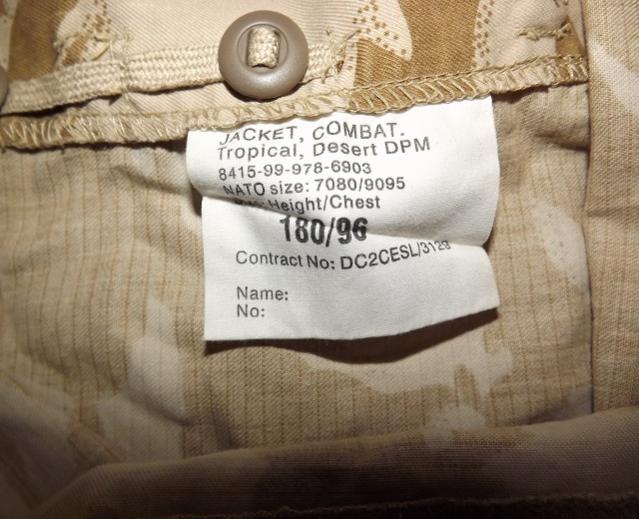 JACKET, COMBAT.
Tropical, Desert DPM
8415-99-978-6903
NATO size: 7080/9095
Height/Chest
180/96
Contract No: DC2CESL/3129
Name:
No: